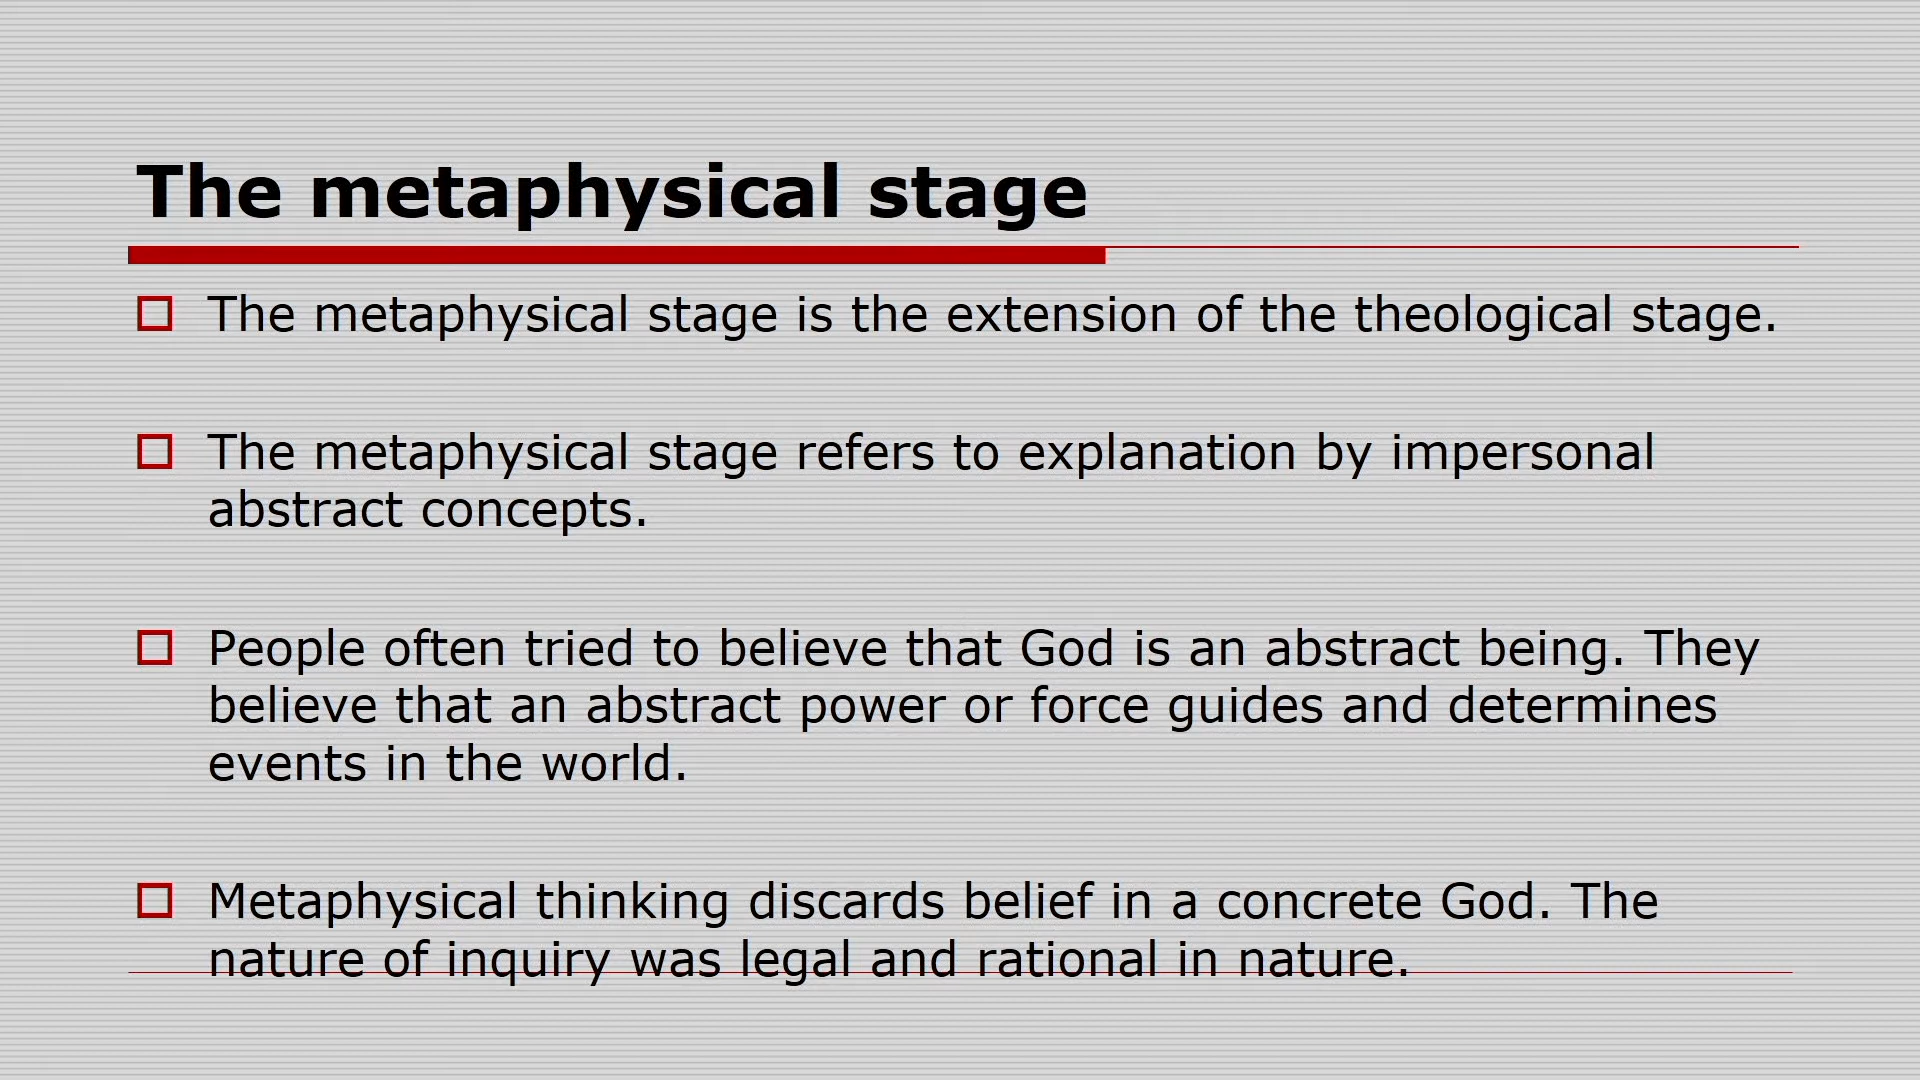 The metaphysical stage
The metaphysical stage is the extension of the theological stage.
The metaphysical stage refers to explanation by impersonal
abstract concepts.
People often tried to believe that God is an abstract being. They
believe that an abstract power or force guides and determines
events in the world.
Metaphysical thinking discards belief in a concrete God. The
nature of inquiry was legal and rational in nature.